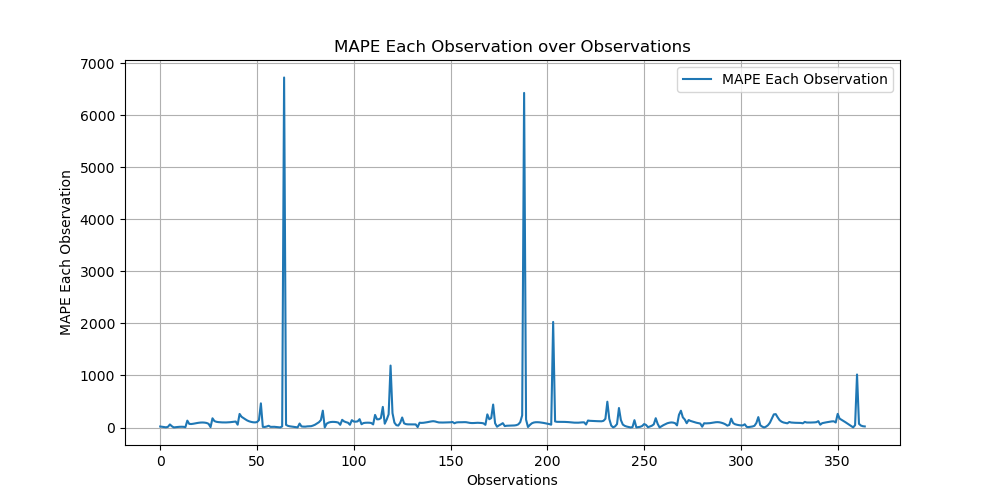 MAPE Each Observation over Observations
MAPE Each Observation
7000
6000
5000
4000
3000
2000
1000
0
MAPE Each Observation
0 50 100 150 200 250 300 350
Observations